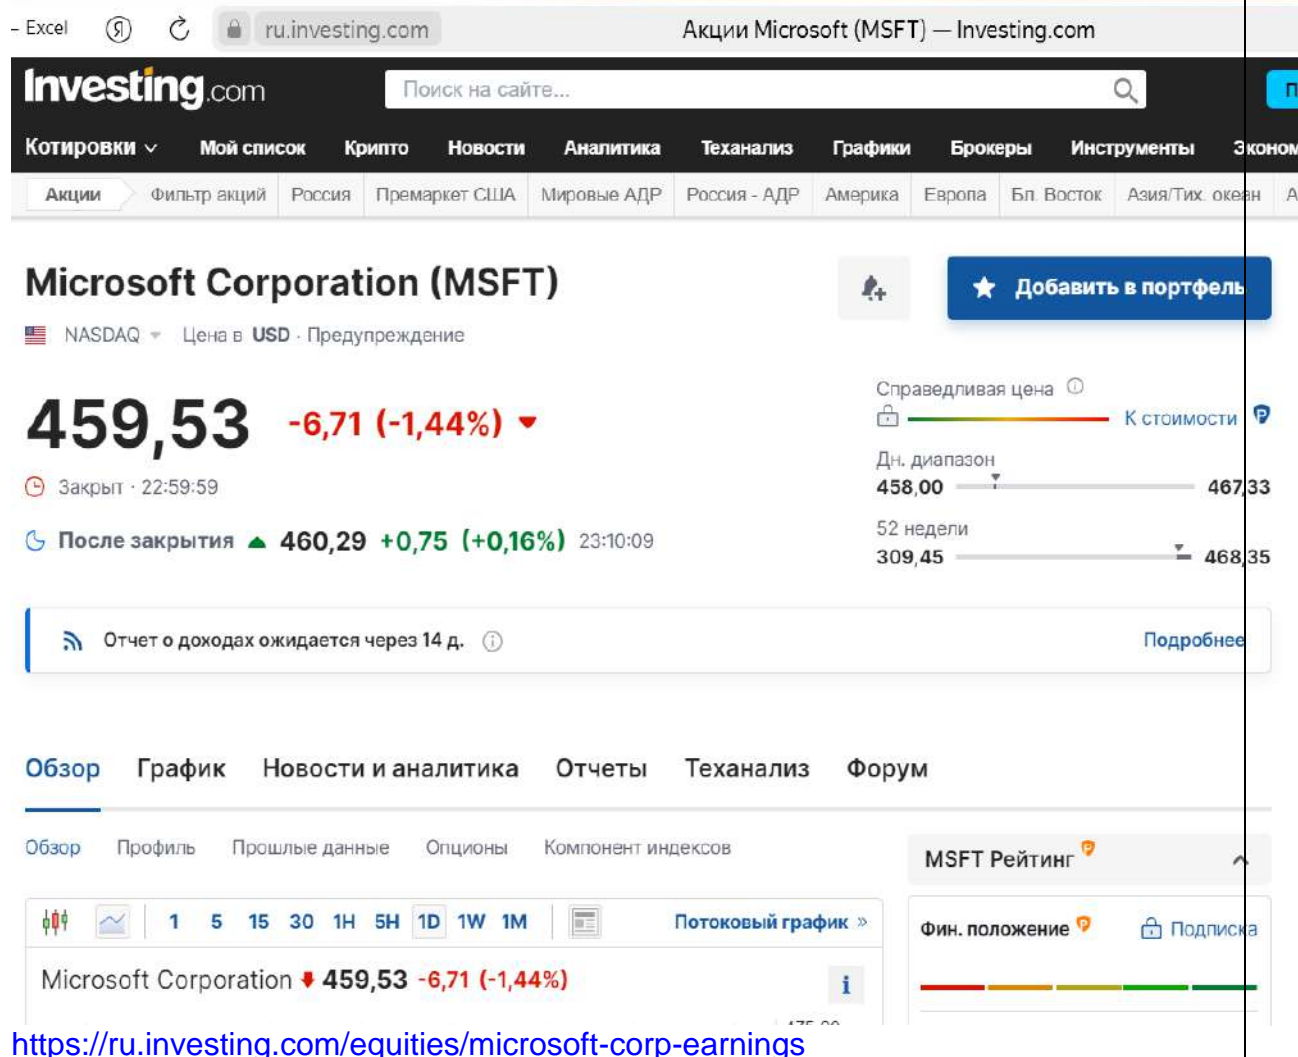 – Excel Я ru.investing.com Акции Microsoft (MSFT) — Investing.com
Investing.com Поиск на сайте... П
Котировки Мой список Крипто Новости Аналитика Теханализ Графики Брокеры Инструменты Эконом
Акции Фильтр акций Россия Премаркет США Мировые АДР Россия - АДР Америка Европа Бл. Восток Азия/Тих. океан А
Microsoft Corporation (MSFT) Добавить в портфель
NASDAQ Цена в USD · Предупреждение
459,53 -6,71 (-1,44%)
Закрыт · 22:59:59
После закрытия 460,29 +0,75 (+0,16%) 23:10:09
Справедливая цена
К стоимости
Дн. диапазон
458,00 467,33
52 недели
309,45 468,35
Отчет о доходах ожидается через 14 д. Подробнее
Обзор График Новости и аналитика Отчеты Теханализ Форум
Обзор Профиль Прошлые данные Опционы Компонент индексов
1 5 15 30 1H 5H 1D 1W 1M Потоковый график »
Microsoft Corporation 459,53 -6,71 (-1,44%) i
MSFT Рейтинг
Фин. положение Подписка
https://ru.investing.com/equities/microsoft-corp-earnings